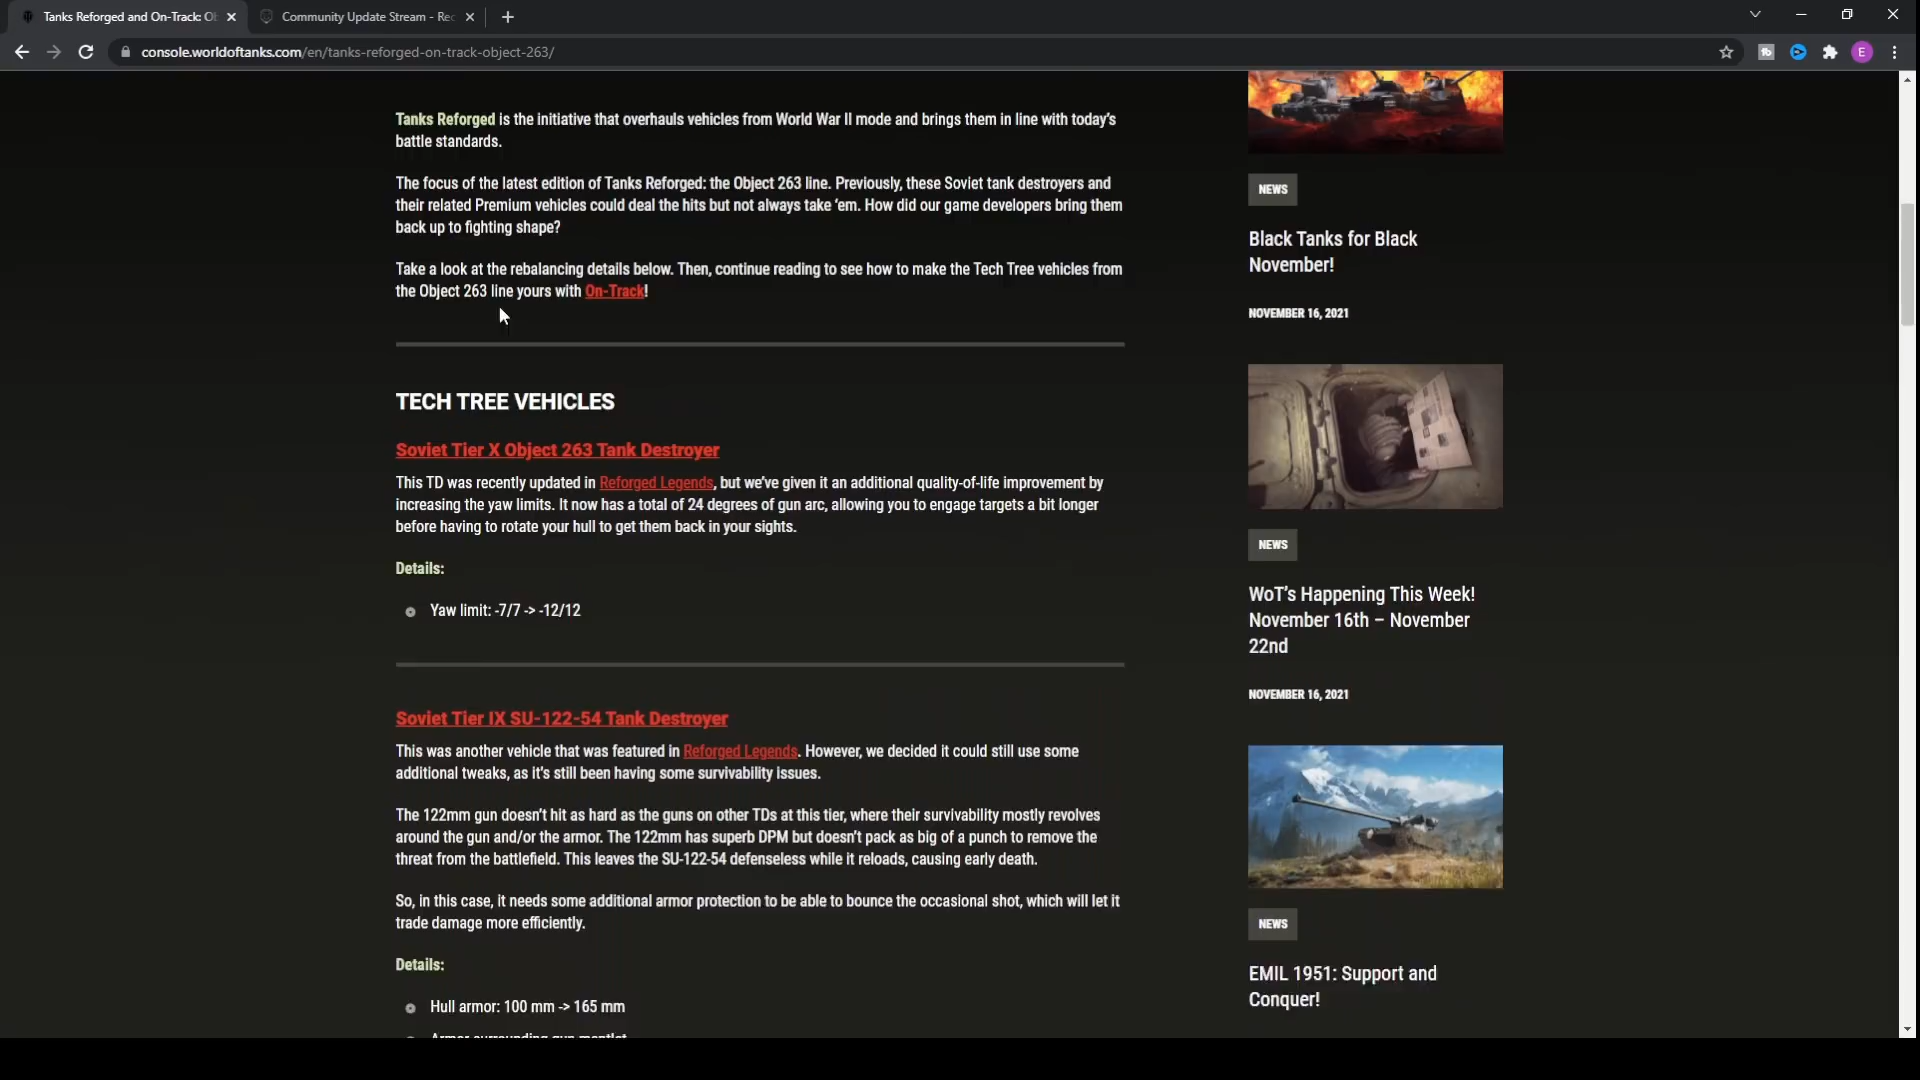 Tanks Reforged and On-Track: Ob
Community Update Stream - Rec
console.worldoftanks.com/en/tanks-reforged-on-track-object-263/
E
Tanks Reforged is the initiative that overhauls vehicles from World War II mode and brings them in line with today's
battle standards.
The focus of the latest edition of Tanks Reforged: the Object 263 line. Previously, these Soviet tank destroyers and
their related Premium vehicles could deal the hits but not always take ‘em. How did our game developers bring them
back up to fighting shape?
Take a look at the rebalancing details below. Then, continue reading to see how to make the Tech Tree vehicles from
the Object 263 line yours with On-Track!
TECH TREE VEHICLES
Soviet Tier X Object 263 Tank Destroyer
This TD was recently updated in Reforged Legends, but we've given it an additional quality-of-life improvement by
increasing the yaw limits. It now has a total of 24 degrees of gun arc, allowing you to engage targets a bit longer
before having to rotate your hull to get them back in your sights.
Details:
Yaw limit: -7/7 -> -12/12
Soviet Tier IX SU-122-54 Tank Destroyer
This was another vehicle that was featured in Reforged Legends. However, we decided it could still use some
additional tweaks, as it's still been having some survivability issues.
The 122mm gun doesn't hit as hard as the guns on other TDs at this tier, where their survivability mostly revolves
around the gun and/or the armor. The 122mm has superb DPM but doesn't pack as big of a punch to remove the
threat from the battlefield. This leaves the SU-122-54 defenseless while it reloads, causing early death.
So, in this case, it needs some additional armor protection to be able to bounce the occasional shot, which will let it
trade damage more efficiently.
Details:
Hull armor: 100 mm -> 165 mm
Armor surrounding gun mantlet
NEWS
Black Tanks for Black
November!
NOVEMBER 16, 2021
NEWS
WoT's Happening This Week!
November 16th – November
22nd
NOVEMBER 16, 2021
NEWS
EMIL 1951: Support and
Conquer!